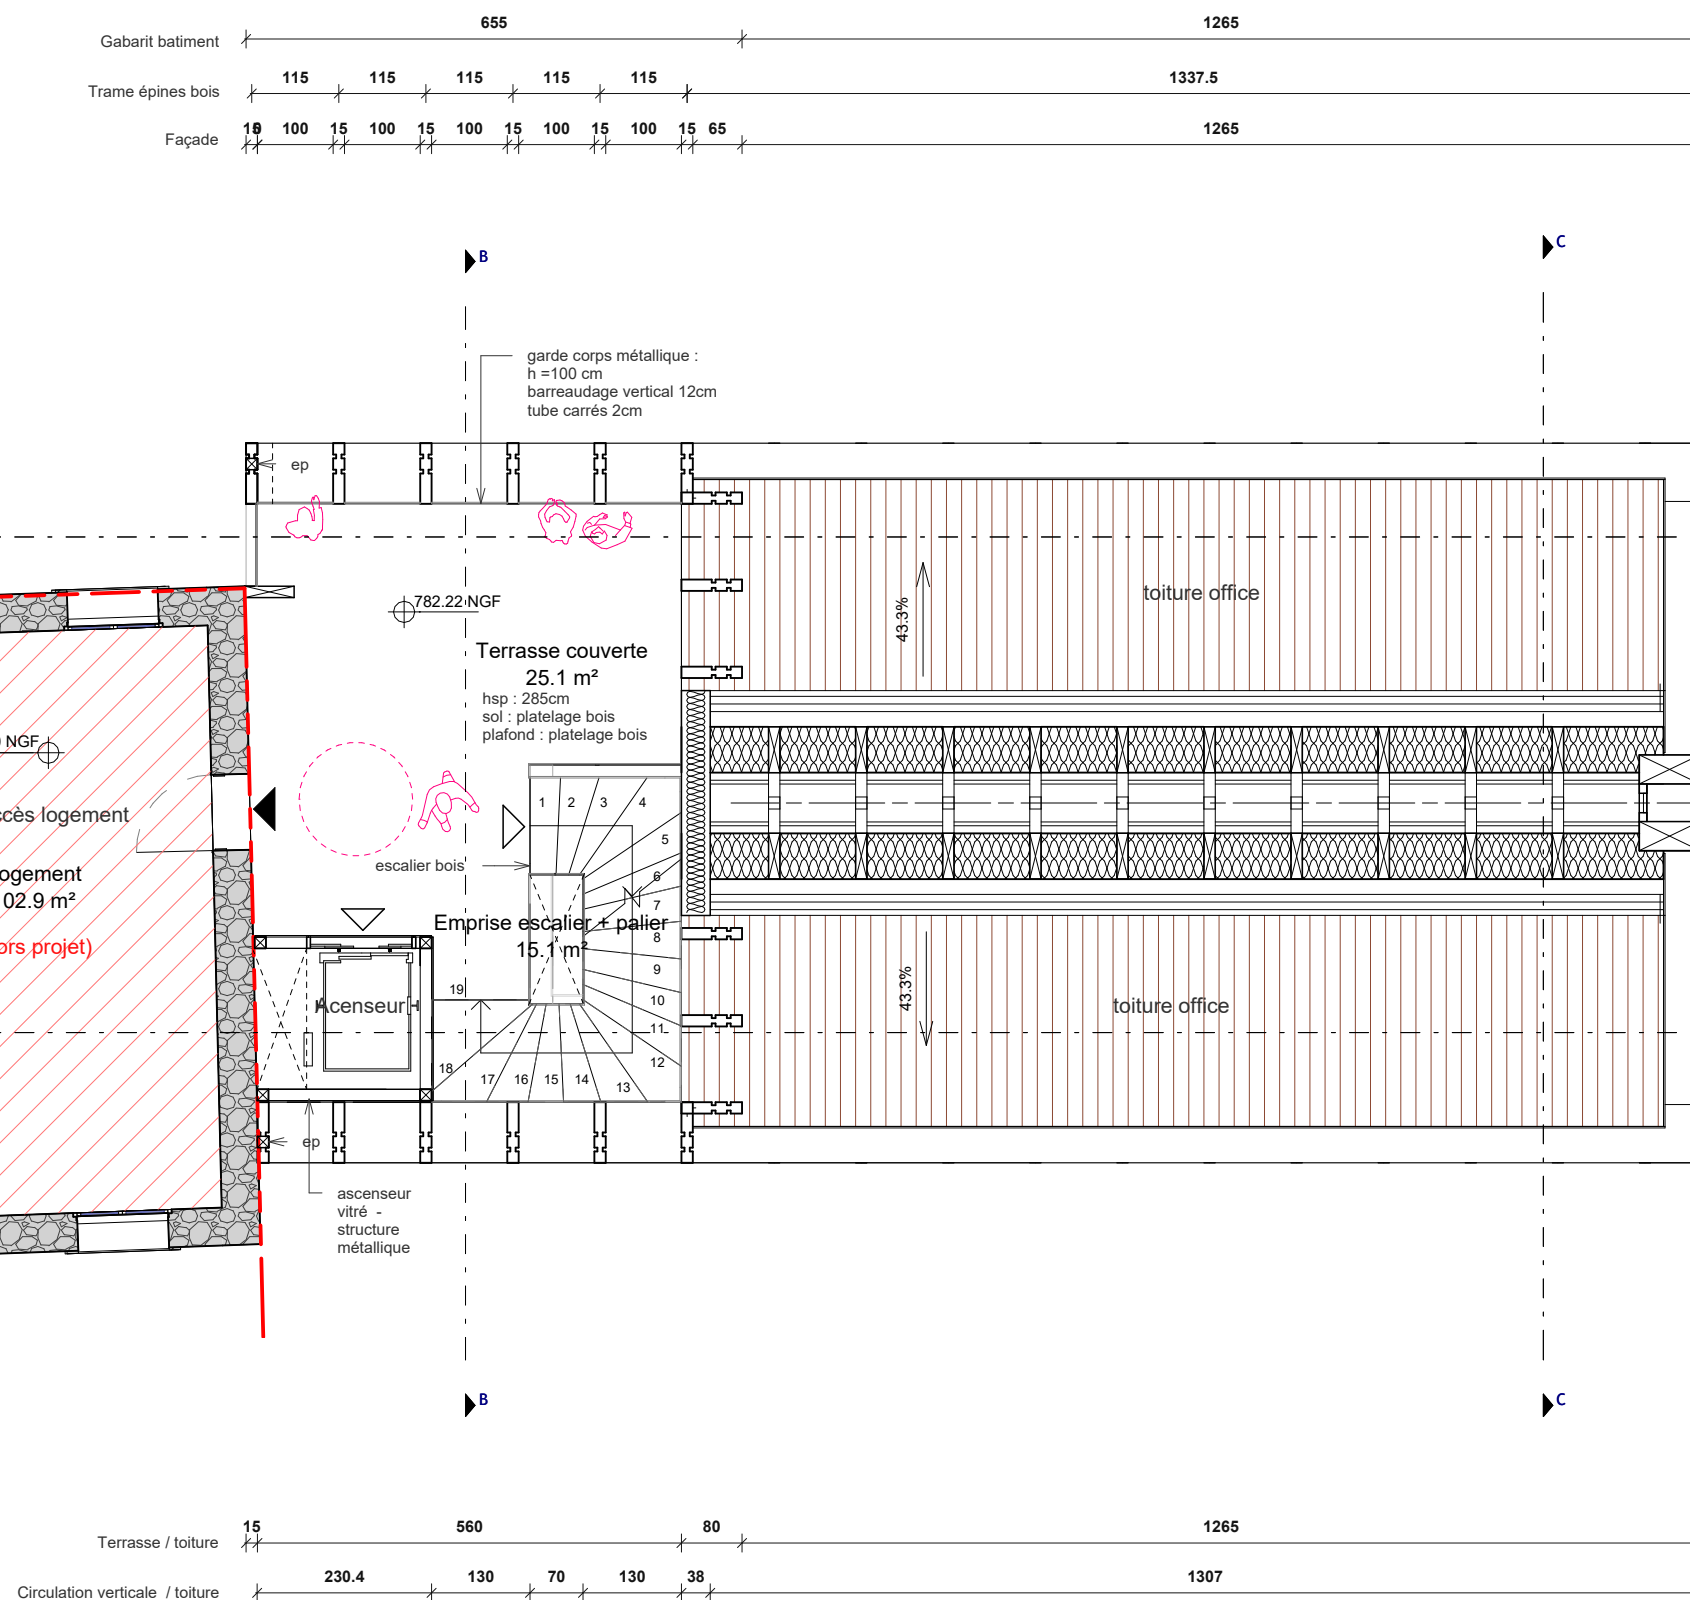 655 1265
Gabarit batiment
115 115 115 115 115 1337.5
Trame épines bois
15 100 15 100 15 100 15 100 15 100 15 65 1265
Façade
B
C
garde corps métallique :
h =100 cm
barreaudage vertical 12cm
tube carrés 2cm
ep
782.22 NGF
toiture office
43.3%
Terrasse couverte
25.1 m²
hsp : 285cm
sol : platelage bois
plafond : platelage bois
NGF
1 2 3 4
ccès logement
5
escalier bois
ogement
6
02.9 m²
7
Emprise escalier + palier
8
15.1 m²
ors projet)
9
19
10
43.3%
Acenseur
toiture office
11
12
18
17 16 15 14 13
ep
ascenseur
vitré -
structure
métallique
B
C
15 560 80 1265
Terrasse / toiture
230.4 130 70 130 38 1307
Circulation verticale / toiture